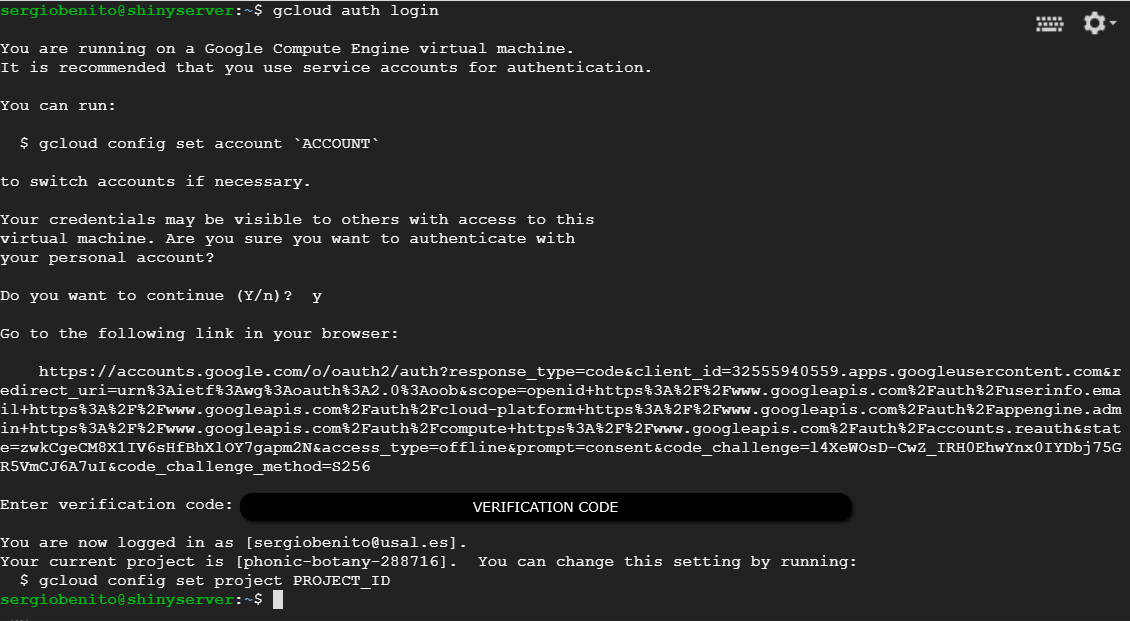 sergiobenito@shinyserver:~$ gcloud auth login
You are running on a Google Compute Engine virtual machine.
It is recommended that you use service accounts for authentication.
You can run:
$ gcloud config set account `ACCOUNT`
to switch accounts if necessary.
Your credentials may be visible to others with access to this
virtual machine. Are you sure you want to authenticate with
your personal account?
Do you want to continue (Y/n)?  y
Go to the following link in your browser:
https://accounts.google.com/o/oauth2/auth?response_type=code&client_id=32555940559.apps.googleusercontent.com&r
edirect_uri=urn%3Aietf%3Awg%3Aoauth%3A2.0%3Aoob&scope=openid+https%3A%2F%2Fwww.googleapis.com%2Fauth%2Fuserinfo.ema
il+https%3A%2F%2Fwww.googleapis.com%2Fauth%2Fcloud-platform+https%3A%2F%2Fwww.googleapis.com%2Fauth%2Fappengine.adm
in+https%3A%2F%2Fwww.googleapis.com%2Fauth%2Fcompute+https%3A%2F%2Fwww.googleapis.com%2Fauth%2Faccounts.reauth&stat
e=zwkCgeCM8X1IV6sHfBhXlOY7gapm2N&access_type=offline&prompt=consent&code_challenge=l4XeWOsD-CwZ_IRH0EhwYnx0IYDbj75G
R5VmCJ6A7uI&code_challenge_method=S256
Enter verification code: VERIFICATION CODE
You are now logged in as [sergiobenito@usal.es].
Your current project is [phonic-botany-288716].  You can change this setting by running:
$ gcloud config set project PROJECT_ID
sergiobenito@shinyserver:~$